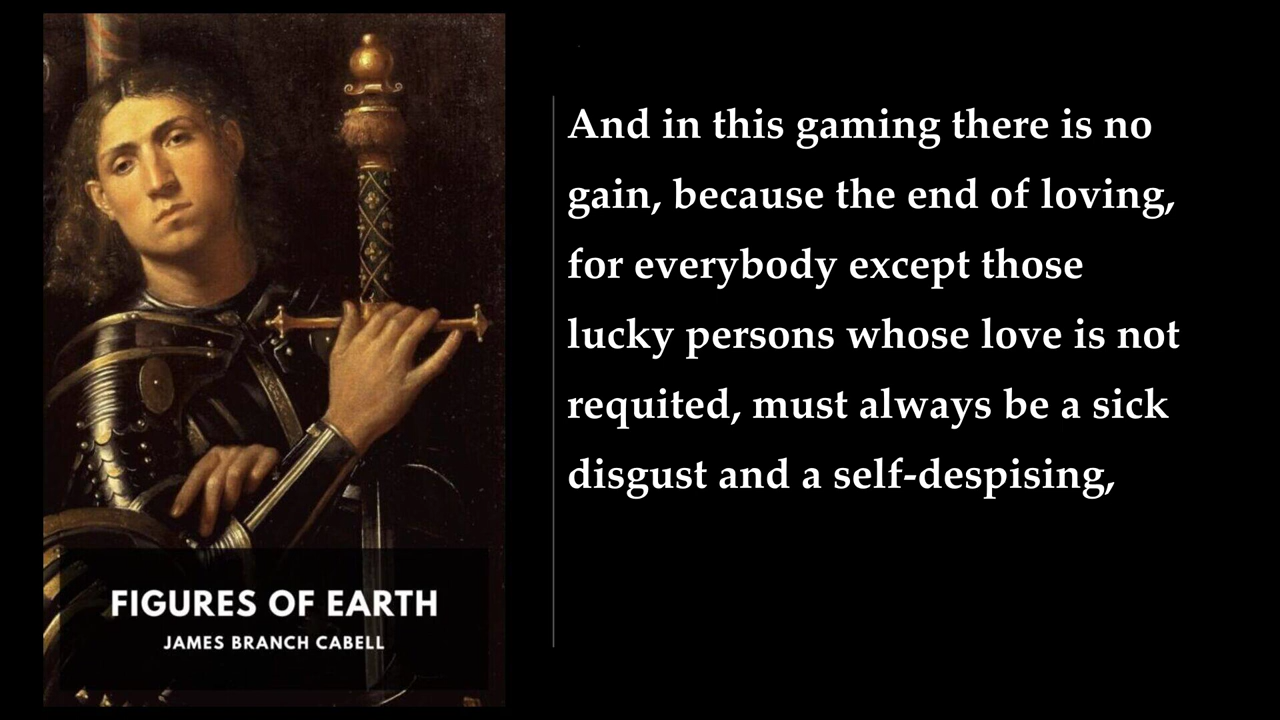 FIGURES OF EARTH
JAMES BRANCH CABELL
And in this gaming there is no
gain, because the end of loving,
for everybody except those
lucky persons whose love is not
requited, must always be a sick
disgust and a self-despising,